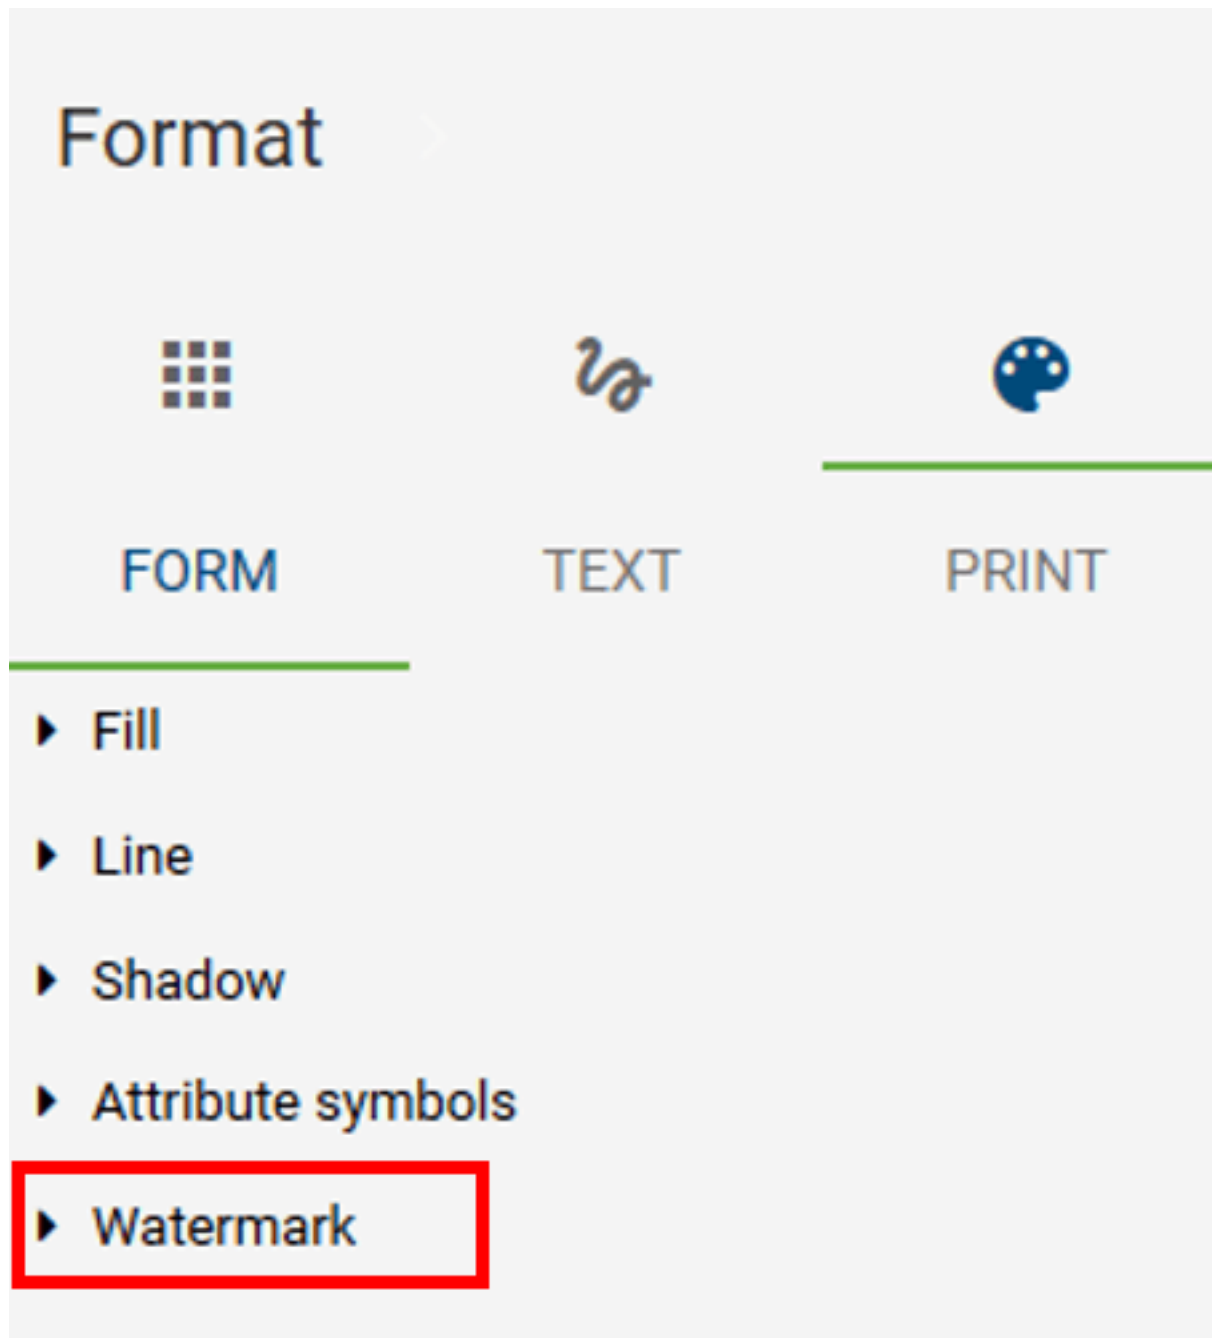 Format
FORM TEXT PRINT
Fill
Line
Shadow
Attribute symbols
Watermark